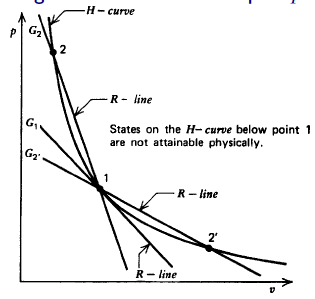 H-curve
p
G2
2
R-line
G1
States on the H-curve below point 1
are not attainable physically.
G2'
1
R-line
2'
R-line
v